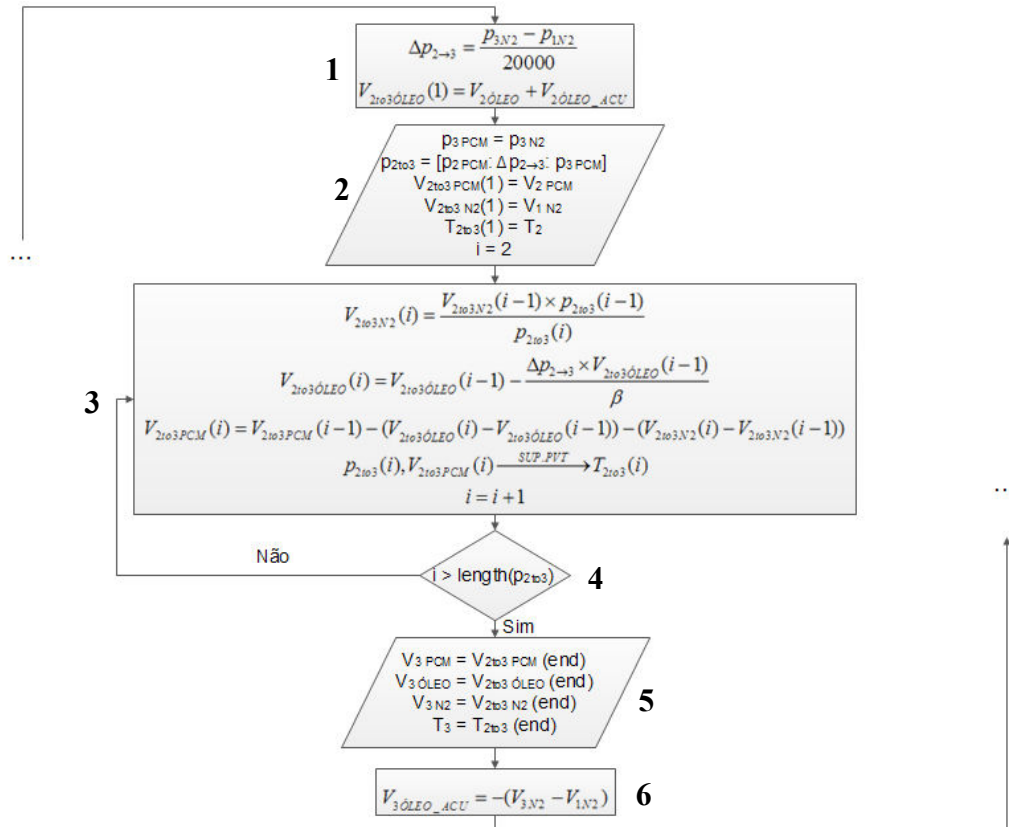 Δp₂→₃ = (p₃N2 − p₁N2) / 20000
1
V₂to₃ÓLEO(1) = V₂ÓLEO + V₂ÓLEO_ACU
p₃ PCM = p₃ N2
p₂to₃ = [p₂ PCM: Δ p₂→₃: p₃ PCM]
2
V₂to₃ PCM(1) = V₂ PCM
V₂to₃ N2(1) = V₁ N2
T₂to₃(1) = T₂
i = 2
...
V₂to₃N2(i) = (V₂to₃N2(i−1) × p₂to₃(i−1)) / p₂to₃(i)
V₂to₃ÓLEO(i) = V₂to₃ÓLEO(i−1) − (Δp₂→₃ × V₂to₃ÓLEO(i−1)) / β
3
V₂to₃PCM(i) = V₂to₃PCM(i−1) − (V₂to₃ÓLEO(i) − V₂to₃ÓLEO(i−1)) − (V₂to₃N2(i) − V₂to₃N2(i−1))
p₂to₃(i), V₂to₃PCM(i) —SUP.PVT→ T₂to₃(i)
i = i + 1
...
Não
i > length(p₂to₃)
4
Sim
V₃ PCM = V₂to₃ PCM (end)
V₃ ÓLEO = V₂to₃ ÓLEO (end)
V₃ N2 = V₂to₃ N2 (end)
5
T₃ = T₂to₃ (end)
V₃ÓLEO_ACU = −(V₃N2 − V₁N2)
6